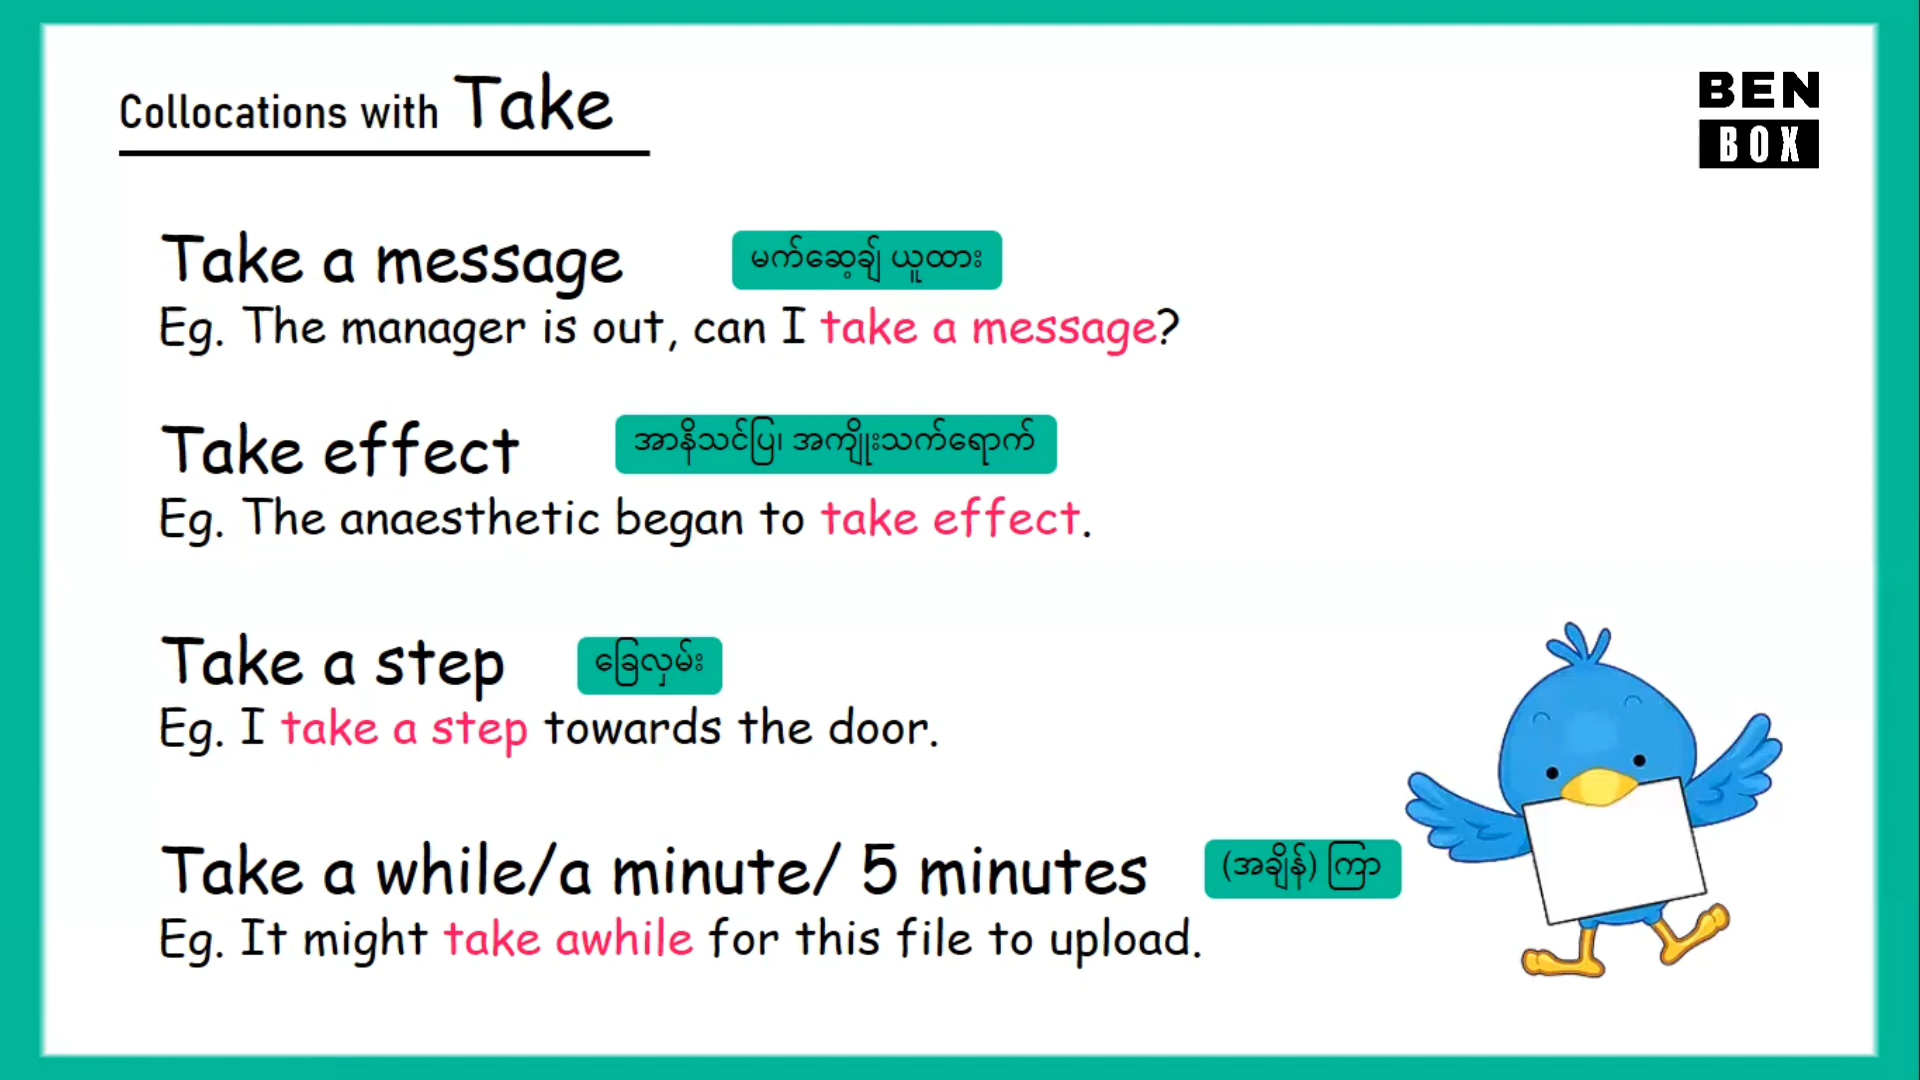 Collocations with Take
BEN
BOX
Take a message
မက်ဆေ့ချ် ယူထား
Eg. The manager is out, can I take a message?
Take effect
အာနိသင်ပြ၊ အကျိုးသက်ရောက်
Eg. The anaesthetic began to take effect.
Take a step
ခြေလှမ်း
Eg. I take a step towards the door.
Take a while/a minute/ 5 minutes
(အချိန်) ကြာ
Eg. It might take awhile for this file to upload.